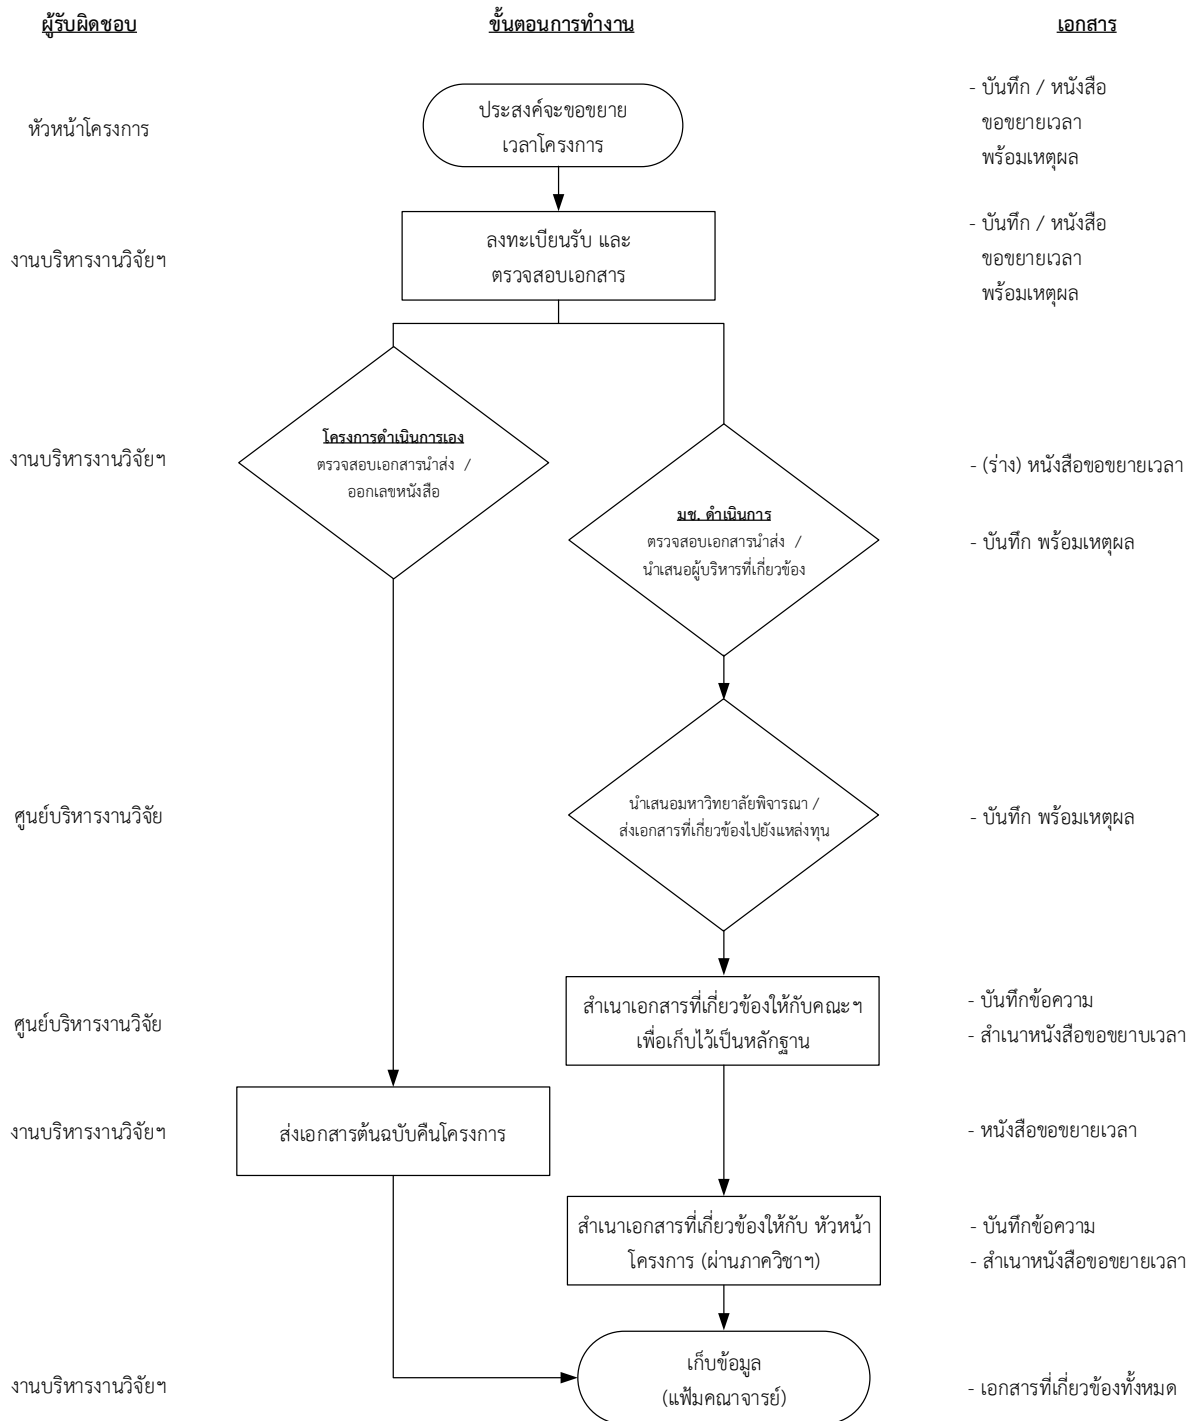 ผู้รับผิดชอบ
ขั้นตอนการทำงาน
เอกสาร
หัวหน้าโครงการ
ประสงค์จะขอขยาย
เวลาโครงการ
- บันทึก / หนังสือ
ขอขยายเวลา
พร้อมเหตุผล
งานบริหารงานวิจัยฯ
ลงทะเบียนรับ และ
ตรวจสอบเอกสาร
- บันทึก / หนังสือ
ขอขยายเวลา
พร้อมเหตุผล
งานบริหารงานวิจัยฯ
โครงการดำเนินการเอง
ตรวจสอบเอกสารนำส่ง /
ออกเลขหนังสือ
- (ร่าง) หนังสือขอขยายเวลา
มช. ดำเนินการ
ตรวจสอบเอกสารนำส่ง /
นำเสนอผู้บริหารที่เกี่ยวข้อง
- บันทึก พร้อมเหตุผล
ศูนย์บริหารงานวิจัย
นำเสนอมหาวิทยาลัยพิจารณา /
ส่งเอกสารที่เกี่ยวข้องไปยังแหล่งทุน
- บันทึก พร้อมเหตุผล
ศูนย์บริหารงานวิจัย
สำเนาเอกสารที่เกี่ยวข้องให้กับคณะฯ
เพื่อเก็บไว้เป็นหลักฐาน
- บันทึกข้อความ
- สำเนาหนังสือขอขยาบเวลา
งานบริหารงานวิจัยฯ
ส่งเอกสารต้นฉบับคืนโครงการ
- หนังสือขอขยายเวลา
สำเนาเอกสารที่เกี่ยวข้องให้กับ หัวหน้า
โครงการ (ผ่านภาควิชาฯ)
- บันทึกข้อความ
- สำเนาหนังสือขอขยายเวลา
งานบริหารงานวิจัยฯ
เก็บข้อมูล
(แฟ้มคณาจารย์)
- เอกสารที่เกี่ยวข้องทั้งหมด